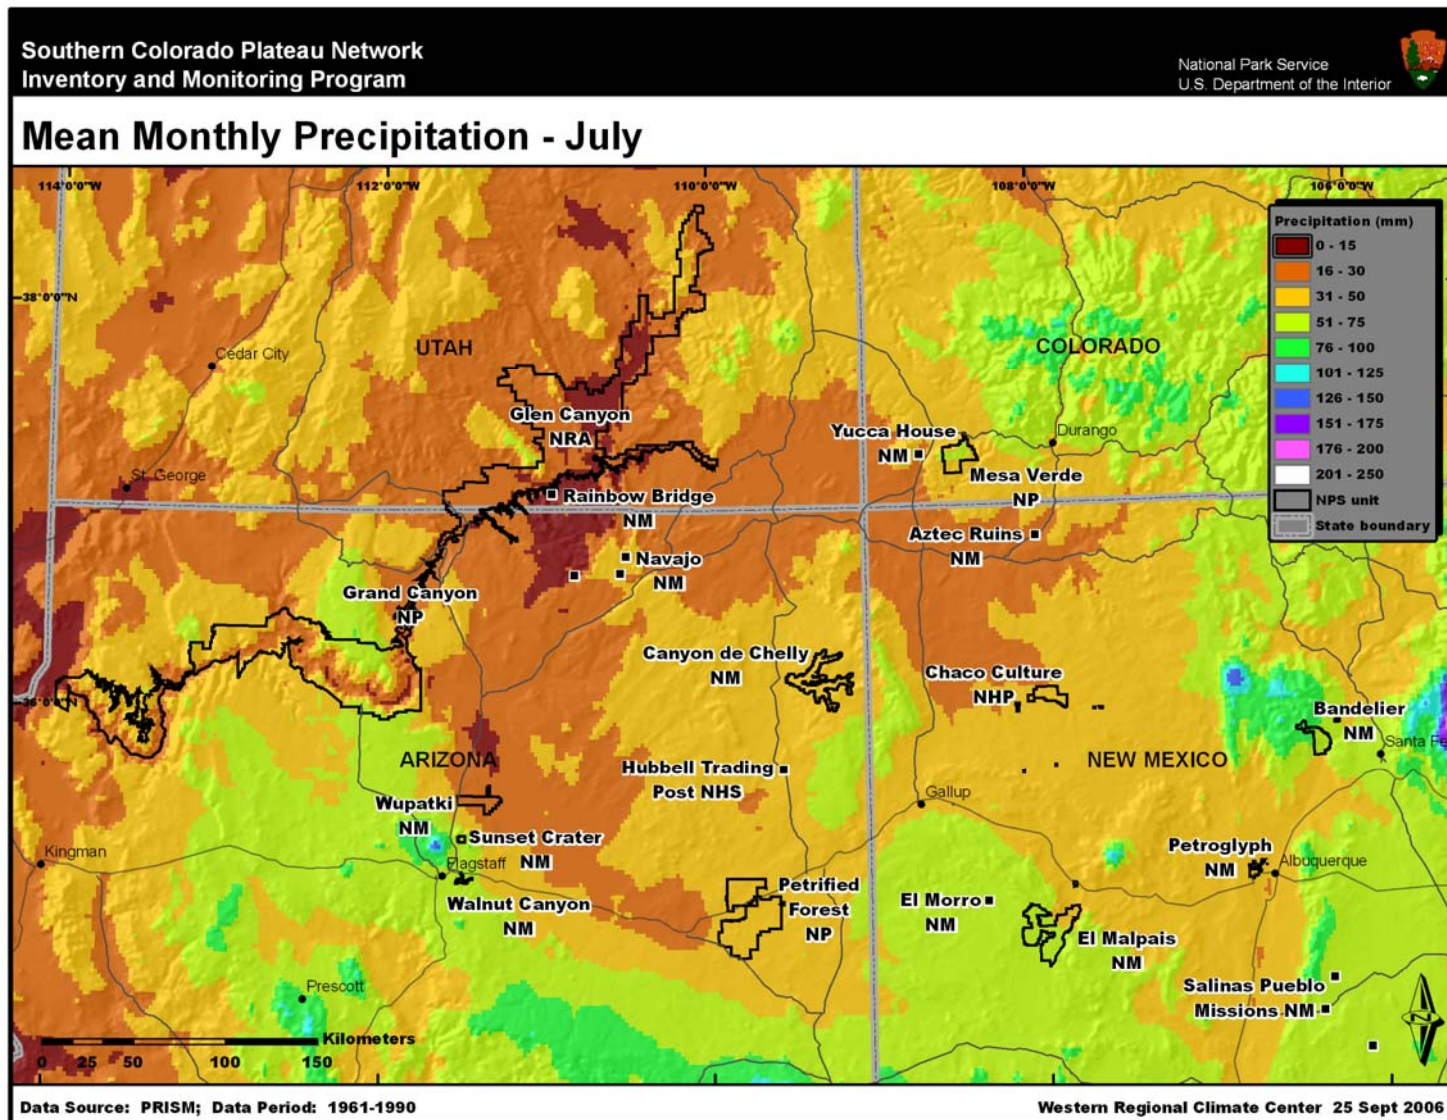 Southern Colorado Plateau Network
Inventory and Monitoring Program
National Park Service
U.S. Department of the Interior
Mean Monthly Precipitation - July
114°0'0"W
112°0'0"W
110°0'0"W
108°0'0"W
106°0'0"W
Precipitation (mm)
0 - 15
16 - 30
31 - 50
51 - 75
76 - 100
101 - 125
126 - 150
151 - 175
176 - 200
201 - 250
NPS unit
State boundary
38°0'0"N
UTAH
COLORADO
Cedar City
Glen Canyon
NRA
Yucca House
NM
Durango
St. George
Mesa Verde
NP
Rainbow Bridge
NM
Aztec Ruins
NM
Navajo
NM
Grand Canyon
NP
Canyon de Chelly
NM
Chaco Culture
NHP
36°0'0"N
Bandelier
NM
Santa Fe
ARIZONA
NEW MEXICO
Hubbell Trading
Post NHS
Gallup
Wupatki
NM
Sunset Crater
NM
Kingman
Flagstaff
Petroglyph
NM
Albuquerque
Walnut Canyon
NM
Petrified
Forest
NP
El Morro
NM
El Malpais
NM
Salinas Pueblo
Missions NM
Prescott
Kilometers
0 25 50 100 150
N
Data Source: PRISM; Data Period: 1961-1990
Western Regional Climate Center 25 Sept 2006